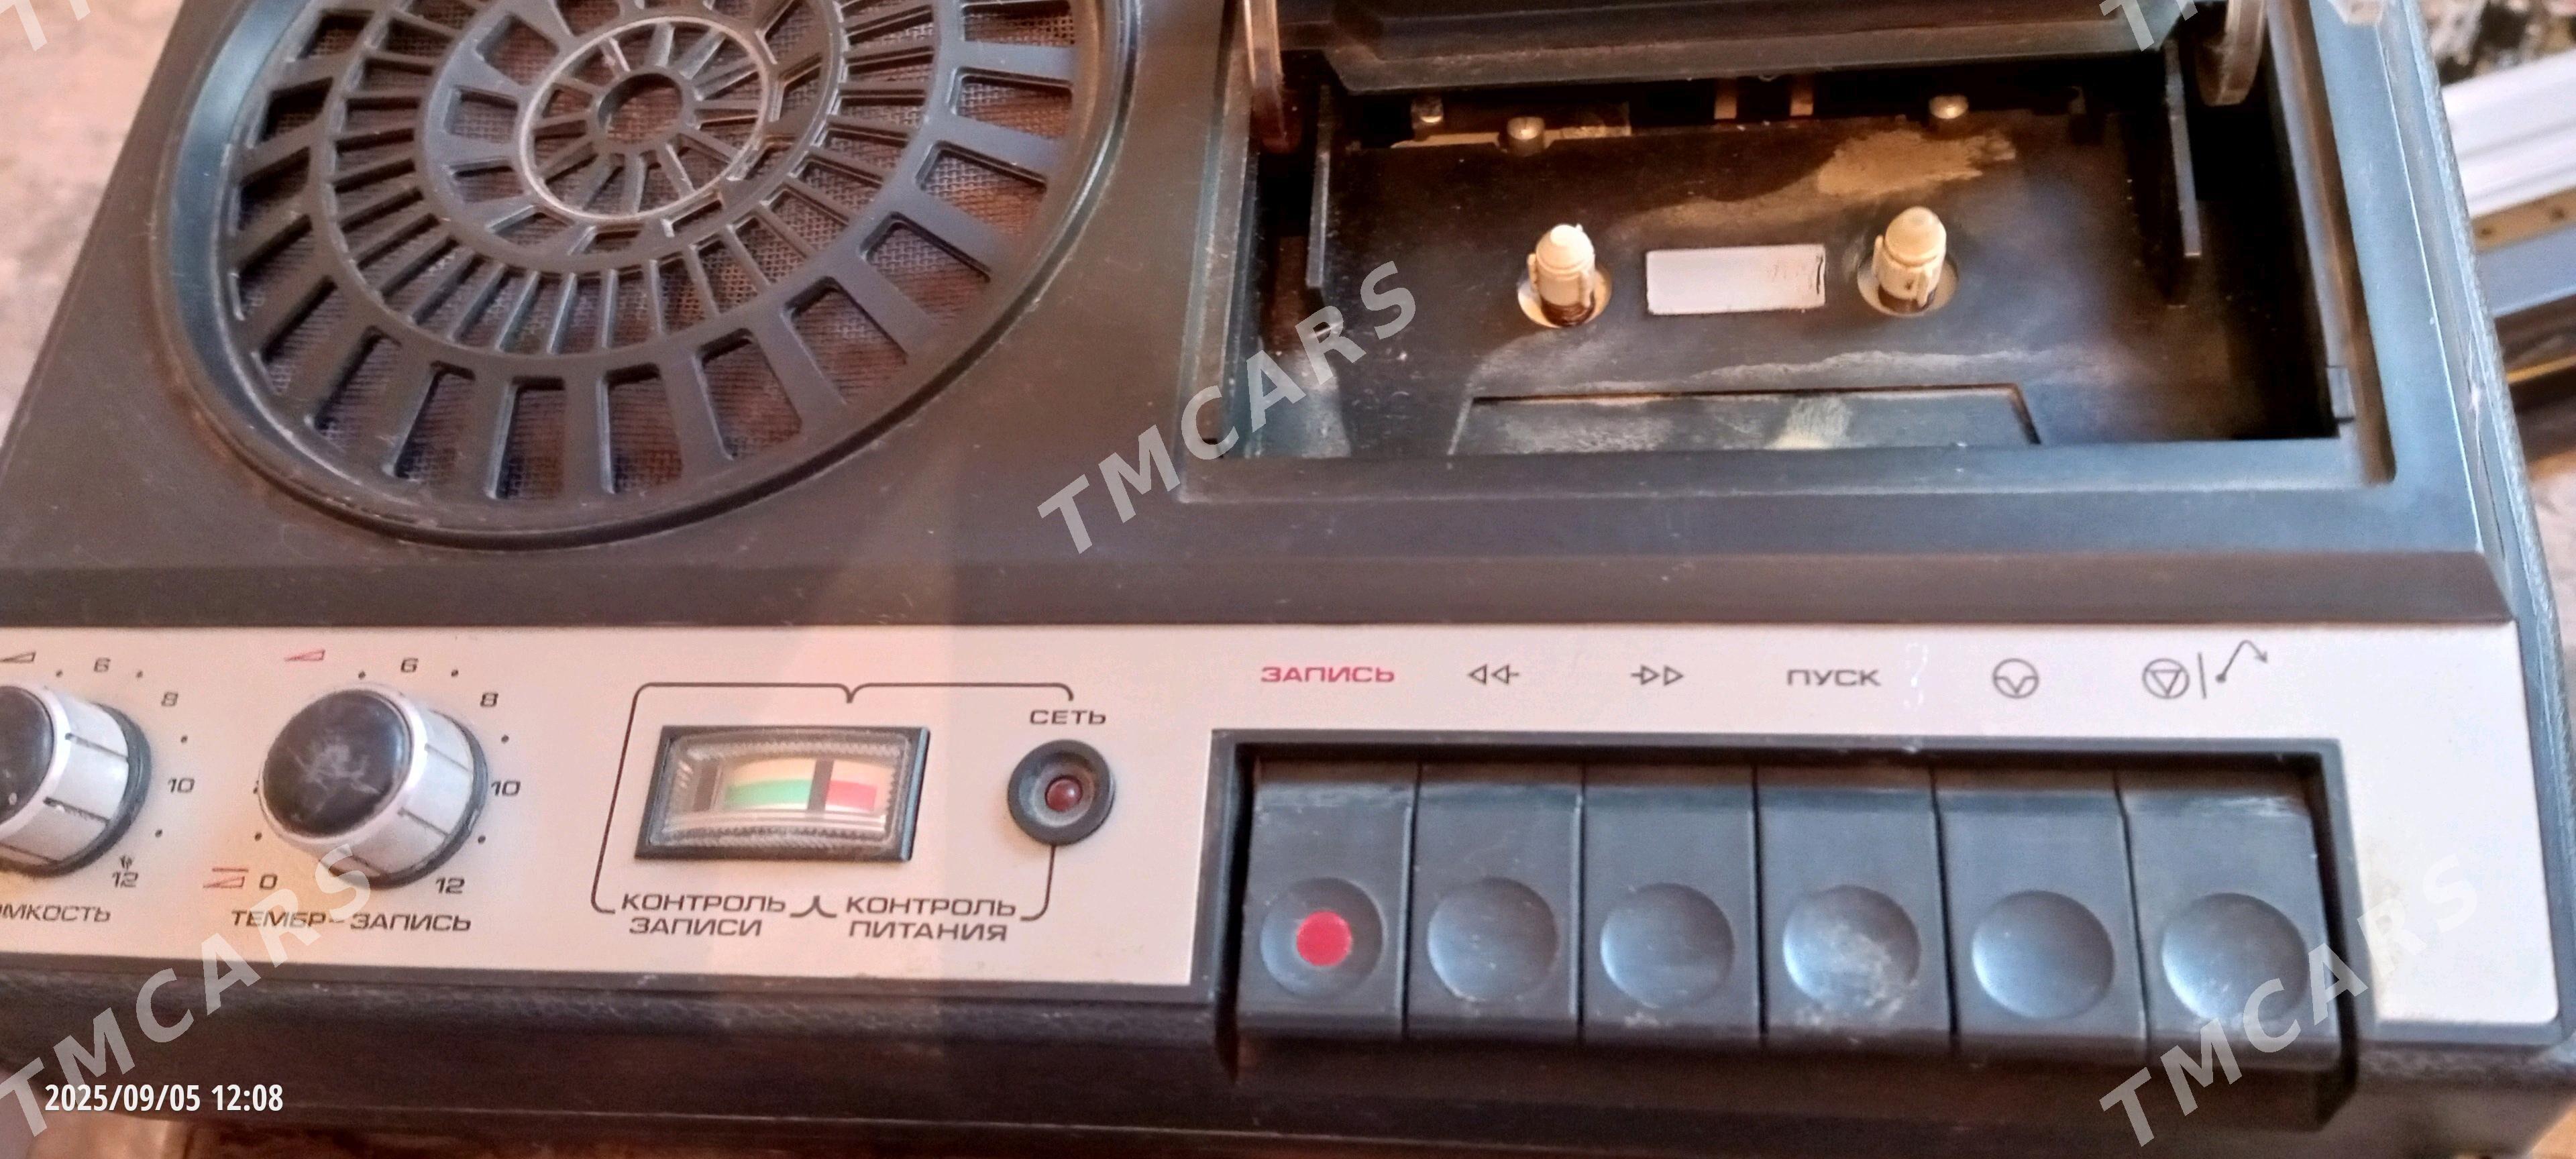 TMCARS
6
8
10
12
ОМКОСТЬ
6
8
10
12
0
ТЕМБР-ЗАПИСЬ
СЕТЬ
КОНТРОЛЬ
ЗАПИСИ
КОНТРОЛЬ
ПИТАНИЯ
ЗАПИСЬ
ПУСК
TMCARS
TMCARS
2025/09/05 12:08